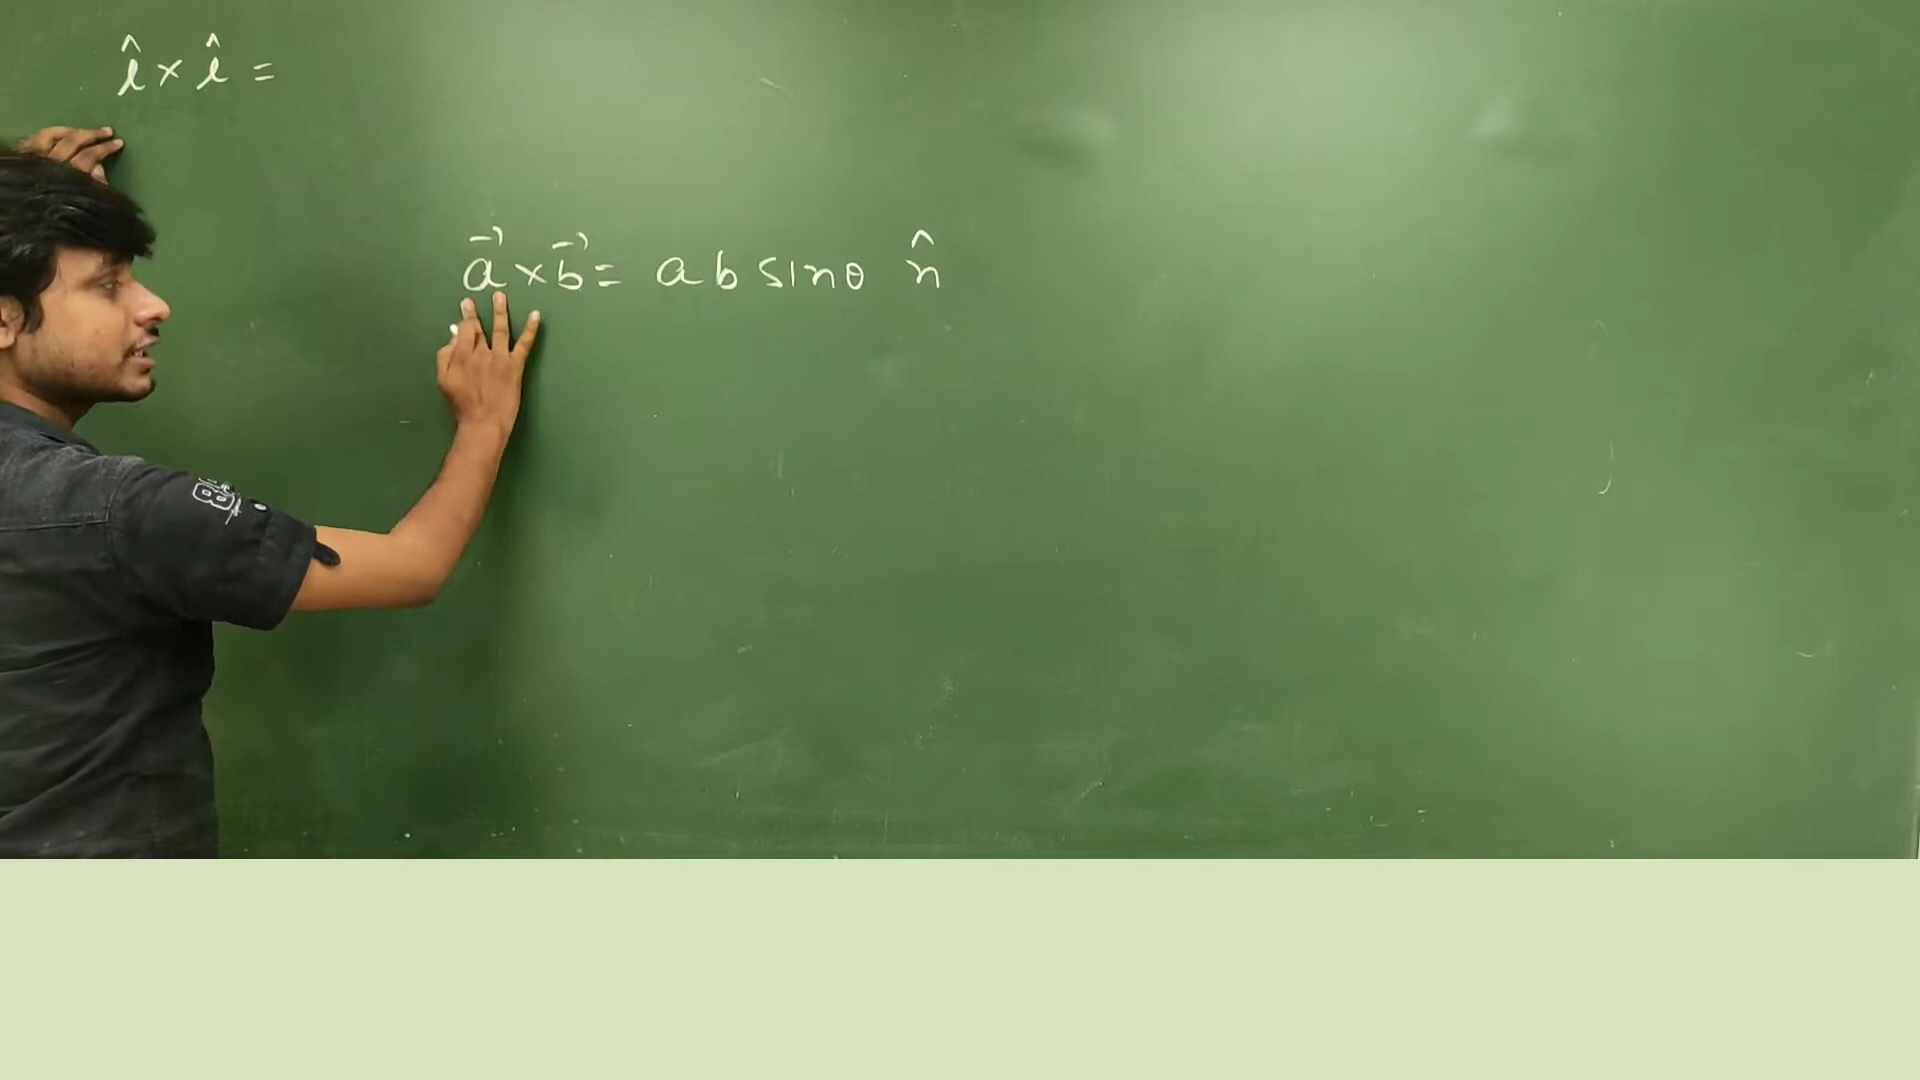 î × î =
a⃗ × b⃗ = a b sinθ n̂